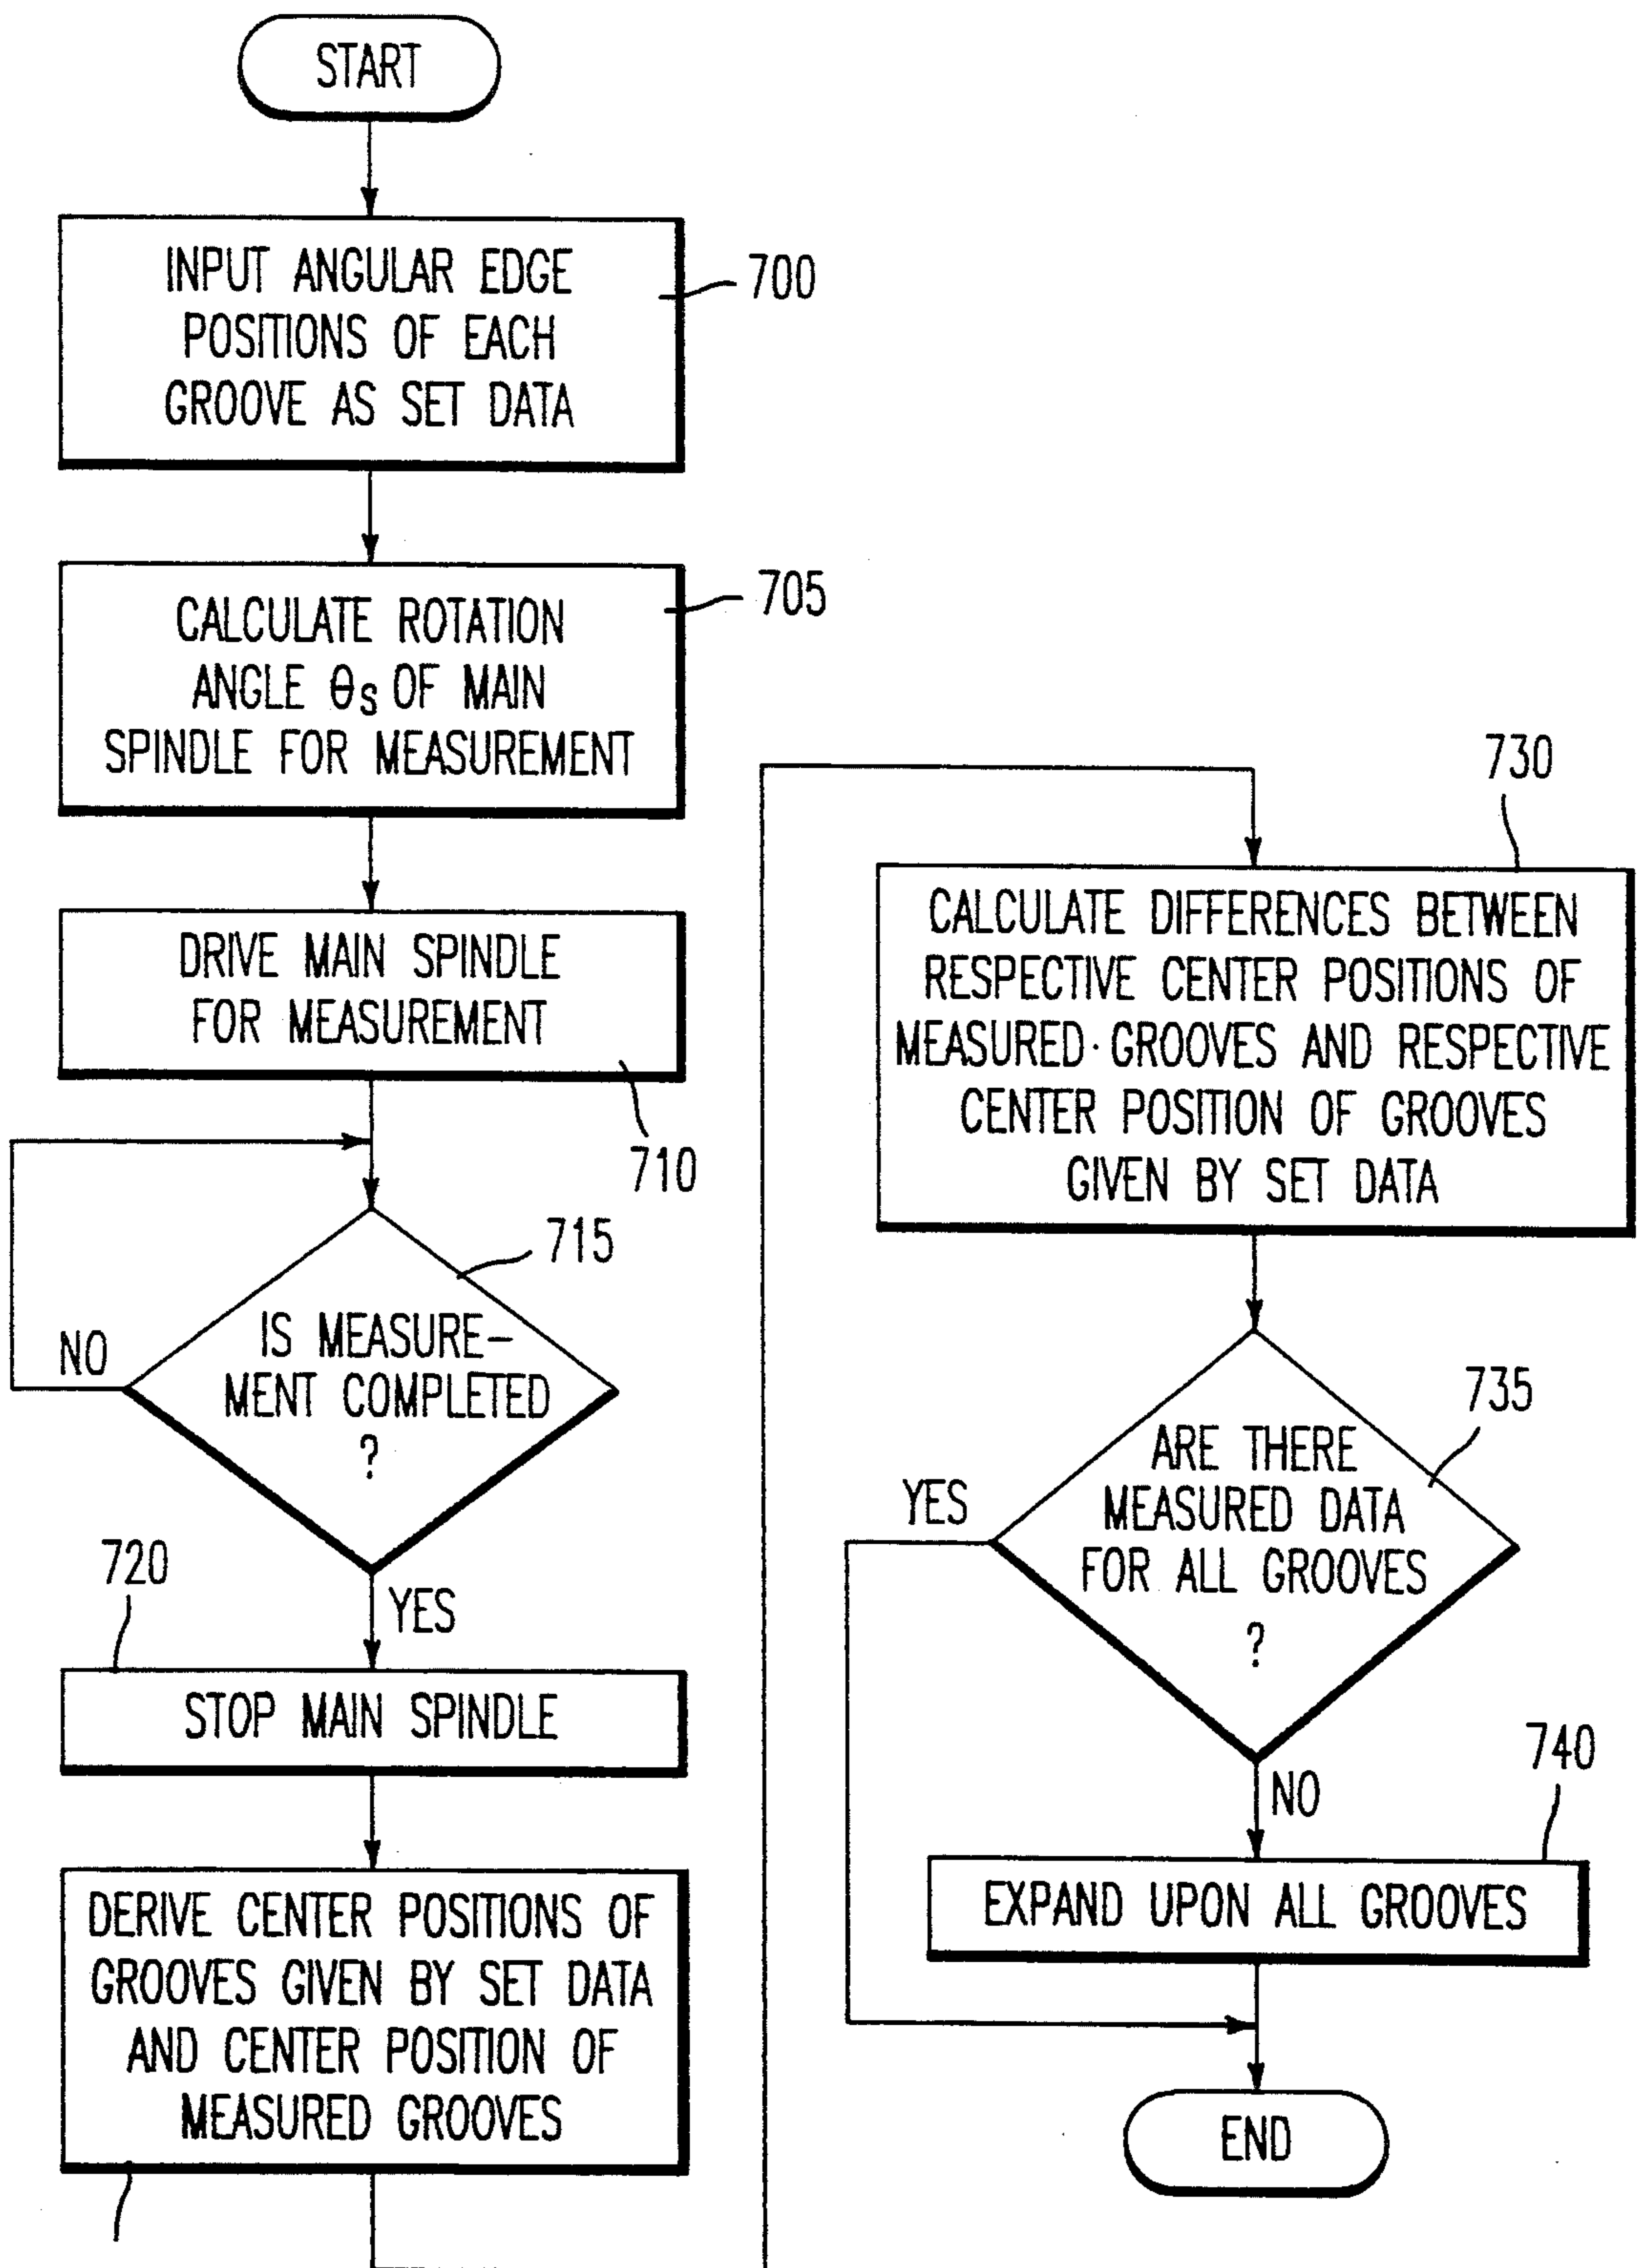 START
INPUT ANGULAR EDGE
POSITIONS OF EACH
GROOVE AS SET DATA
700
CALCULATE ROTATION
ANGLE θS OF MAIN
SPINDLE FOR MEASUREMENT
705
DRIVE MAIN SPINDLE
FOR MEASUREMENT
710
715
IS MEASURE-
MENT COMPLETED
?
NO
YES
720
STOP MAIN SPINDLE
DERIVE CENTER POSITIONS OF
GROOVES GIVEN BY SET DATA
AND CENTER POSITION OF
MEASURED GROOVES
730
CALCULATE DIFFERENCES BETWEEN
RESPECTIVE CENTER POSITIONS OF
MEASURED·GROOVES AND RESPECTIVE
CENTER POSITION OF GROOVES
GIVEN BY SET DATA
735
ARE THERE
MEASURED DATA
FOR ALL GROOVES
?
YES
NO
740
EXPAND UPON ALL GROOVES
END